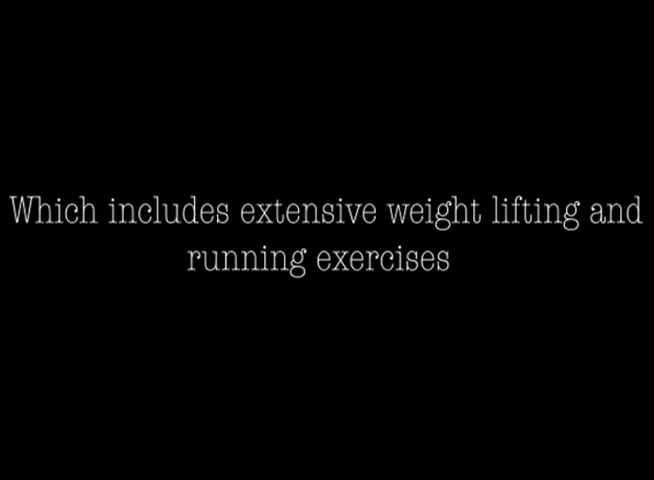 Which includes extensive weight lifting and
running exercises